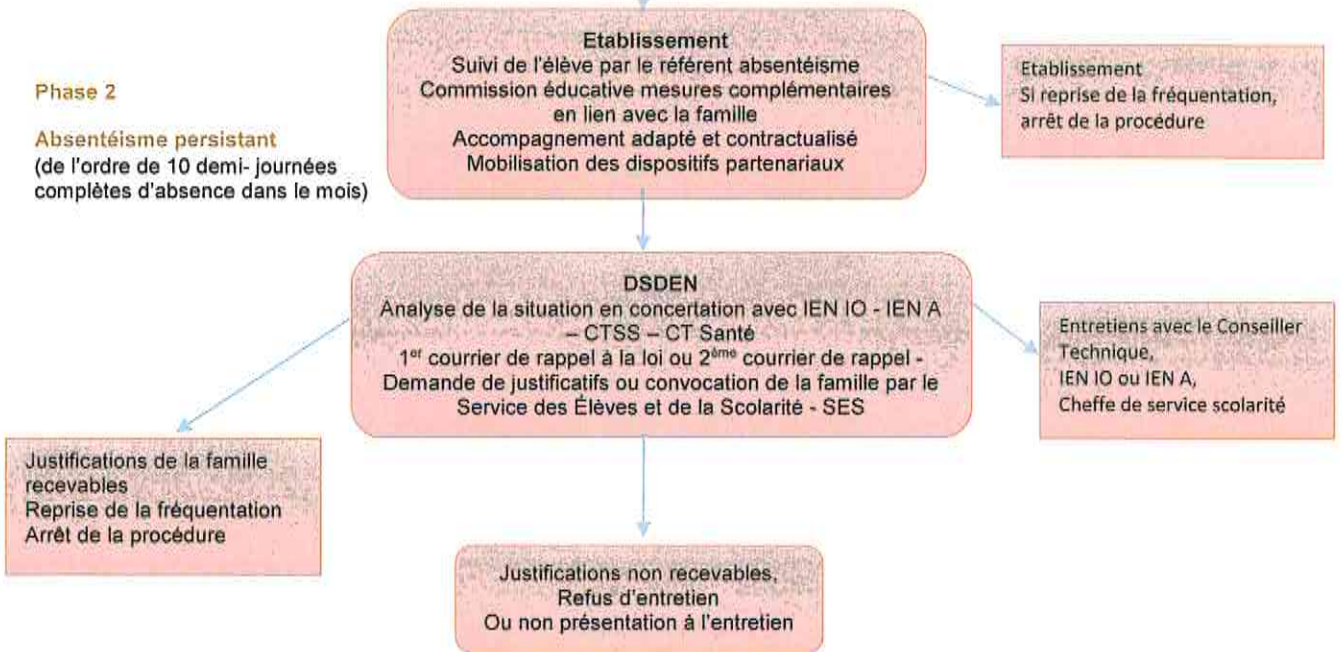 Phase 2
Absentéisme persistant
(de l'ordre de 10 demi- journées
complètes d'absence dans le mois)
Etablissement
Suivi de l'élève par le référent absentéisme
Commission éducative mesures complémentaires
en lien avec la famille
Accompagnement adapté et contractualisé
Mobilisation des dispositifs partenariaux
Etablissement
Si reprise de la fréquentation,
arrêt de la procédure
DSDEN
Analyse de la situation en concertation avec IEN IO - IEN A
– CTSS – CT Santé
1er courrier de rappel à la loi ou 2ème courrier de rappel -
Demande de justificatifs ou convocation de la famille par le
Service des Élèves et de la Scolarité - SES
Entretiens avec le Conseiller
Technique,
IEN IO ou IEN A,
Cheffe de service scolarité
Justifications de la famille
recevables
Reprise de la fréquentation
Arrêt de la procédure
Justifications non recevables,
Refus d'entretien
Ou non présentation à l'entretien